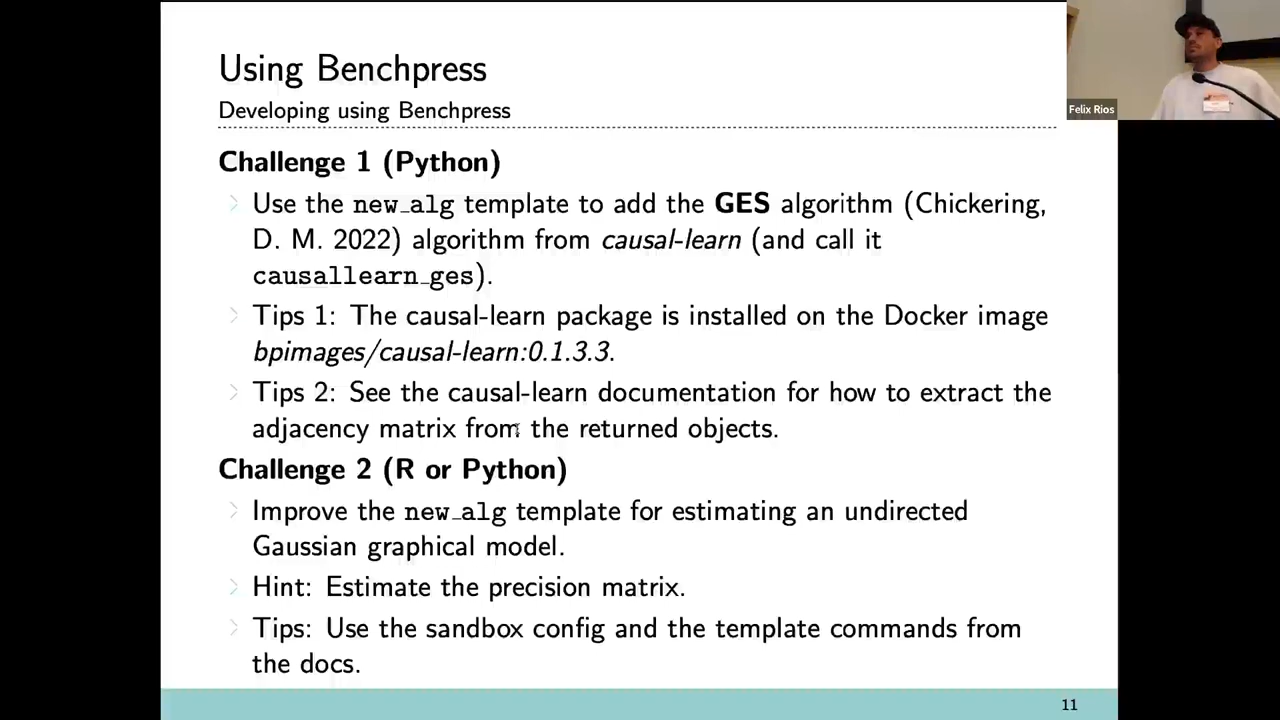 Using Benchpress
Developing using Benchpress
Felix Rios
Challenge 1 (Python)
Use the new_alg template to add the GES algorithm (Chickering,
D. M. 2022) algorithm from causal-learn (and call it
causallearn_ges).
Tips 1: The causal-learn package is installed on the Docker image
bpimages/causal-learn:0.1.3.3.
Tips 2: See the causal-learn documentation for how to extract the
adjacency matrix from the returned objects.
Challenge 2 (R or Python)
Improve the new_alg template for estimating an undirected
Gaussian graphical model.
Hint: Estimate the precision matrix.
Tips: Use the sandbox config and the template commands from
the docs.
11